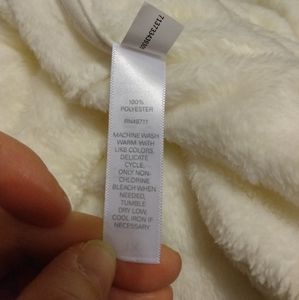 100%
POLYESTER
RN49711
MACHINE WASH
WARM-WITH
LIKE COLORS,
DELICATE
CYCLE,
ONLY NON-
CHLORINE
BLEACH WHEN
NEEDED,
TUMBLE
DRY LOW,
COOL IRON IF
NECESSARY